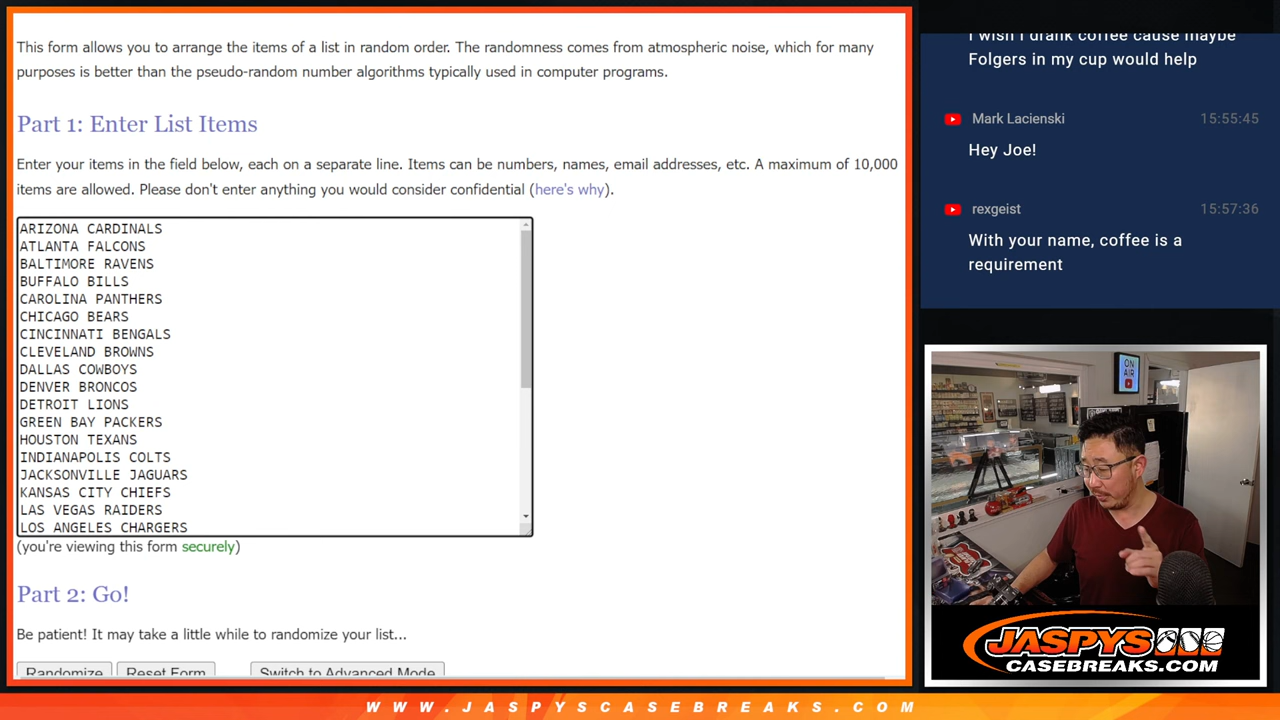 This form allows you to arrange the items of a list in random order. The randomness comes from atmospheric noise, which for many
purposes is better than the pseudo-random number algorithms typically used in computer programs.
Part 1: Enter List Items
Enter your items in the field below, each on a separate line. Items can be numbers, names, email addresses, etc. A maximum of 10,000
items are allowed. Please don't enter anything you would consider confidential (here's why).
ARIZONA CARDINALS
ATLANTA FALCONS
BALTIMORE RAVENS
BUFFALO BILLS
CAROLINA PANTHERS
CHICAGO BEARS
CINCINNATI BENGALS
CLEVELAND BROWNS
DALLAS COWBOYS
DENVER BRONCOS
DETROIT LIONS
GREEN BAY PACKERS
HOUSTON TEXANS
INDIANAPOLIS COLTS
JACKSONVILLE JAGUARS
KANSAS CITY CHIEFS
LAS VEGAS RAIDERS
LOS ANGELES CHARGERS
(you're viewing this form securely)
Part 2: Go!
Be patient! It may take a little while to randomize your list...
Randomize Reset Form Switch to Advanced Mode
I wish I drank coffee cause maybe
Folgers in my cup would help
Mark Lacienski 15:55:45
Hey Joe!
rexgeist 15:57:36
With your name, coffee is a
requirement
ON
AIR
JASPYS
CASEBREAKS.COM
WWW.JASPYSCASEBREAKS.COM